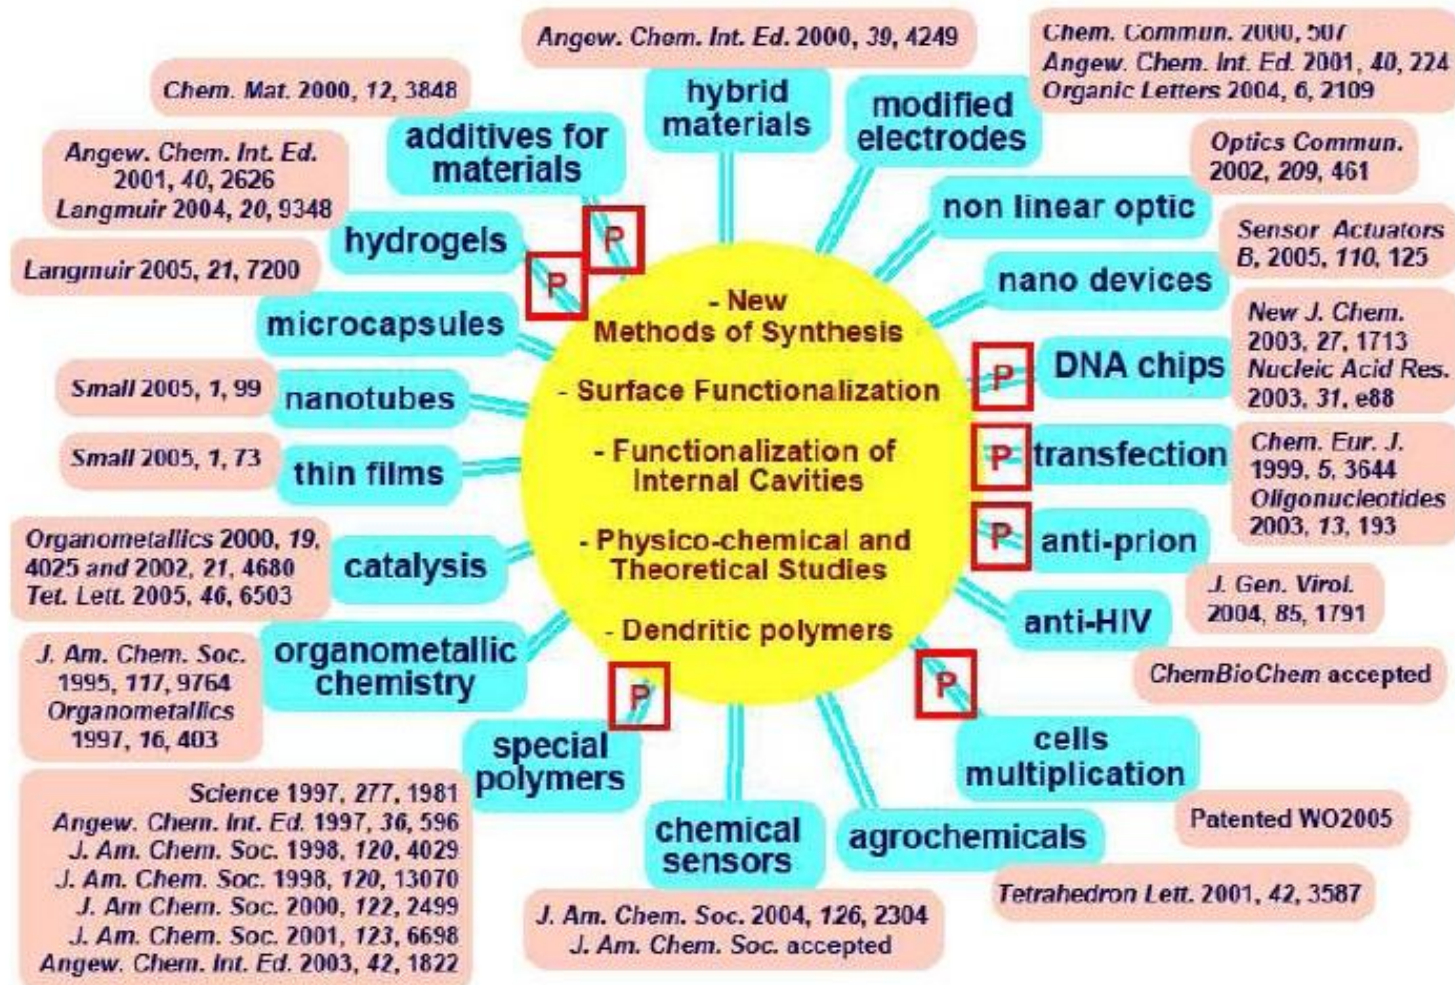 Angew. Chem. Int. Ed. 2000, 39, 4249
hybrid
materials
Chem. Commun. 2000, 507
Angew. Chem. Int. Ed. 2001, 40, 224
Organic Letters 2004, 6, 2109
modified
electrodes
Optics Commun.
2002, 209, 461
non linear optic
Sensor Actuators
B, 2005, 110, 125
nano devices
New J. Chem.
2003, 27, 1713
Nucleic Acid Res.
2003, 31, e88
P
DNA chips
Chem. Eur. J.
1999, 5, 3644
Oligonucleotides
2003, 13, 193
P
transfection
P
anti-prion
J. Gen. Virol.
2004, 85, 1791
anti-HIV
ChemBioChem accepted
P
cells
multiplication
Patented WO2005
agrochemicals
Tetrahedron Lett. 2001, 42, 3587
chemical
sensors
J. Am. Chem. Soc. 2004, 126, 2304
J. Am. Chem. Soc. accepted
P
special
polymers
Science 1997, 277, 1981
Angew. Chem. Int. Ed. 1997, 36, 596
J. Am. Chem. Soc. 1998, 120, 4029
J. Am. Chem. Soc. 1998, 120, 13070
J. Am Chem. Soc. 2000, 122, 2499
J. Am. Chem. Soc. 2001, 123, 6698
Angew. Chem. Int. Ed. 2003, 42, 1822
organometallic
chemistry
J. Am. Chem. Soc.
1995, 117, 9764
Organometallics
1997, 16, 403
catalysis
Organometallics 2000, 19,
4025 and 2002, 21, 4680
Tet. Lett. 2005, 46, 6503
thin films
Small 2005, 1, 73
nanotubes
Small 2005, 1, 99
microcapsules
Langmuir 2005, 21, 7200
P
hydrogels
Angew. Chem. Int. Ed.
2001, 40, 2626
Langmuir 2004, 20, 9348
P
additives for
materials
Chem. Mat. 2000, 12, 3848
- New
Methods of Synthesis
- Surface Functionalization
- Functionalization of
Internal Cavities
- Physico-chemical and
Theoretical Studies
- Dendritic polymers